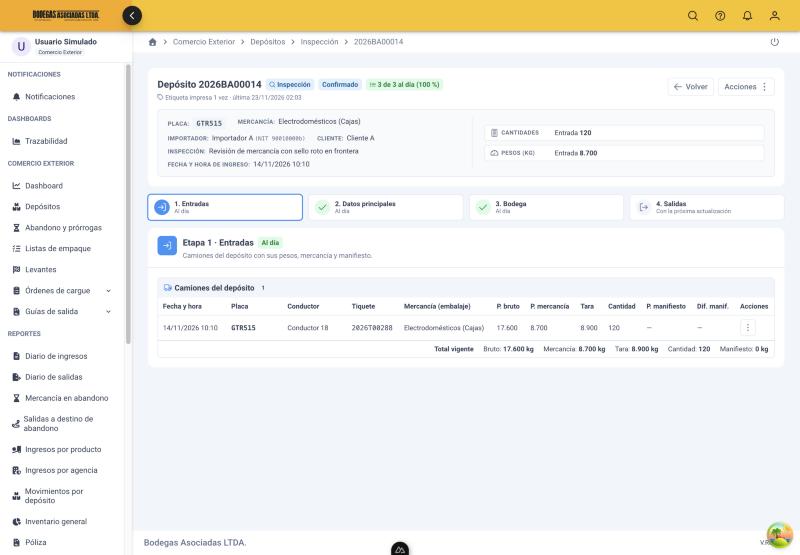 BODEGAS ASOCIADAS LTDA.
U
Usuario Simulado
Comercio Exterior
Comercio Exterior > Depósitos > Inspección > 2026BA00014
NOTIFICACIONES
Notificaciones
DASHBOARDS
Trazabilidad
COMERCIO EXTERIOR
Dashboard
Depósitos
Abandono y prórrogas
Listas de empaque
Levantes
Órdenes de cargue
Guías de salida
REPORTES
Diario de ingresos
Diario de salidas
Mercancía en abandono
Salidas a destino de abandono
Ingresos por producto
Ingresos por agencia
Movimientos por depósito
Inventario general
Póliza
Depósito 2026BA00014 Inspección Confirmado 3 de 3 al día (100 %)
Etiqueta impresa 1 vez · última 23/11/2026 02:03
Volver
Acciones
PLACA: GTR515 MERCANCÍA: Electrodomésticos (Cajas)
IMPORTADOR: Importador A (NIT 90010000b) CLIENTE: Cliente A
INSPECCIÓN: Revisión de mercancía con sello roto en frontera
FECHA Y HORA DE INGRESO: 14/11/2026 10:10
CANTIDADES Entrada 120
PESOS (KG) Entrada 8.700
1. Entradas
Al día
2. Datos principales
Al día
3. Bodega
Al día
4. Salidas
Con la próxima actualización
Etapa 1 · Entradas Al día
Camiones del depósito con sus pesos, mercancía y manifiesto.
Camiones del depósito 1
Fecha y hora Placa Conductor Tiquete Mercancía (embalaje) P. bruto P. mercancía Tara Cantidad P. manifiesto Dif. manif. Acciones
14/11/2026 10:10 GTR515 Conductor 18 2026T00288 Electrodomésticos (Cajas) 17.600 8.700 8.900 120 — —
Total vigente Bruto: 17.600 kg Mercancía: 8.700 kg Tara: 8.900 kg Cantidad: 120 Manifiesto: 0 kg
Bodegas Asociadas LTDA.